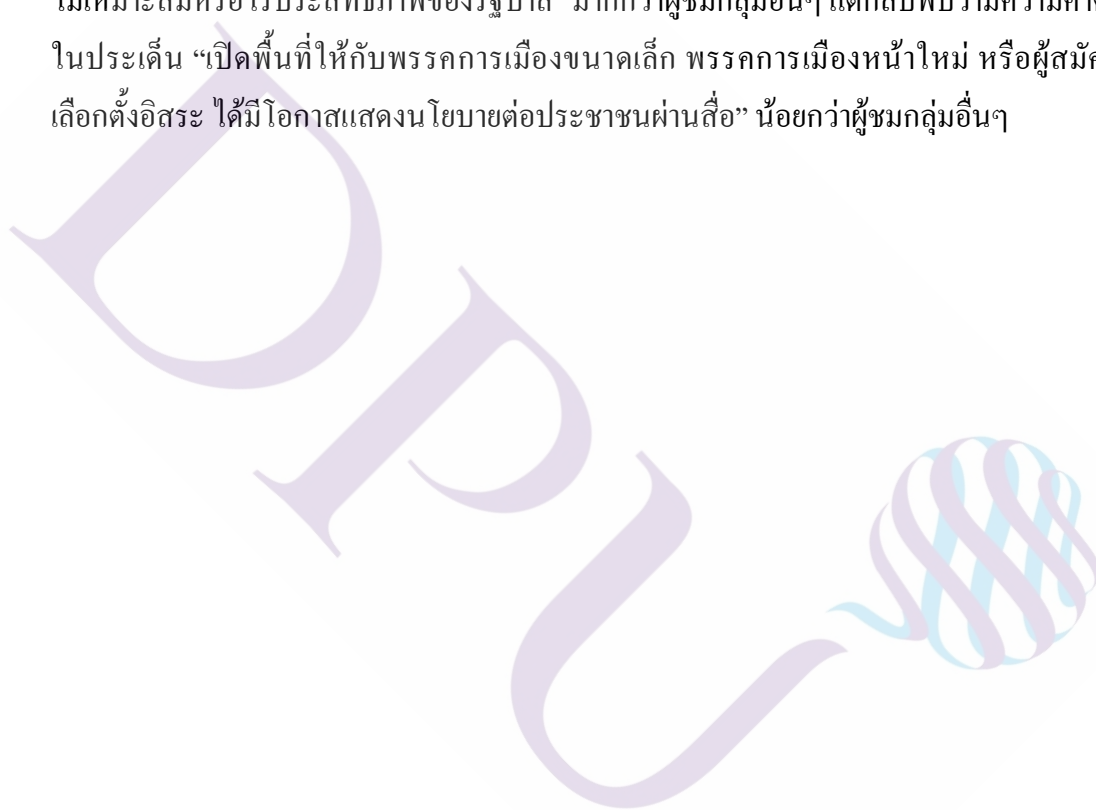 ไม่เหมาะสมหรือไร้ประสิทธิภาพของรัฐบาล” มากกว่าผู้ชมกลุ่มอื่นๆ แต่กลับพบว่ามีความคาด
ในประเด็น “เปิดพื้นที่ให้กับพรรคการเมืองขนาดเล็ก พรรคการเมืองหน้าใหม่ หรือผู้สมัค
เลือกตั้งอิสระ ได้มีโอกาสแสดงนโยบายต่อประชาชนผ่านสื่อ” น้อยกว่าผู้ชมกลุ่มอื่นๆ
DPU